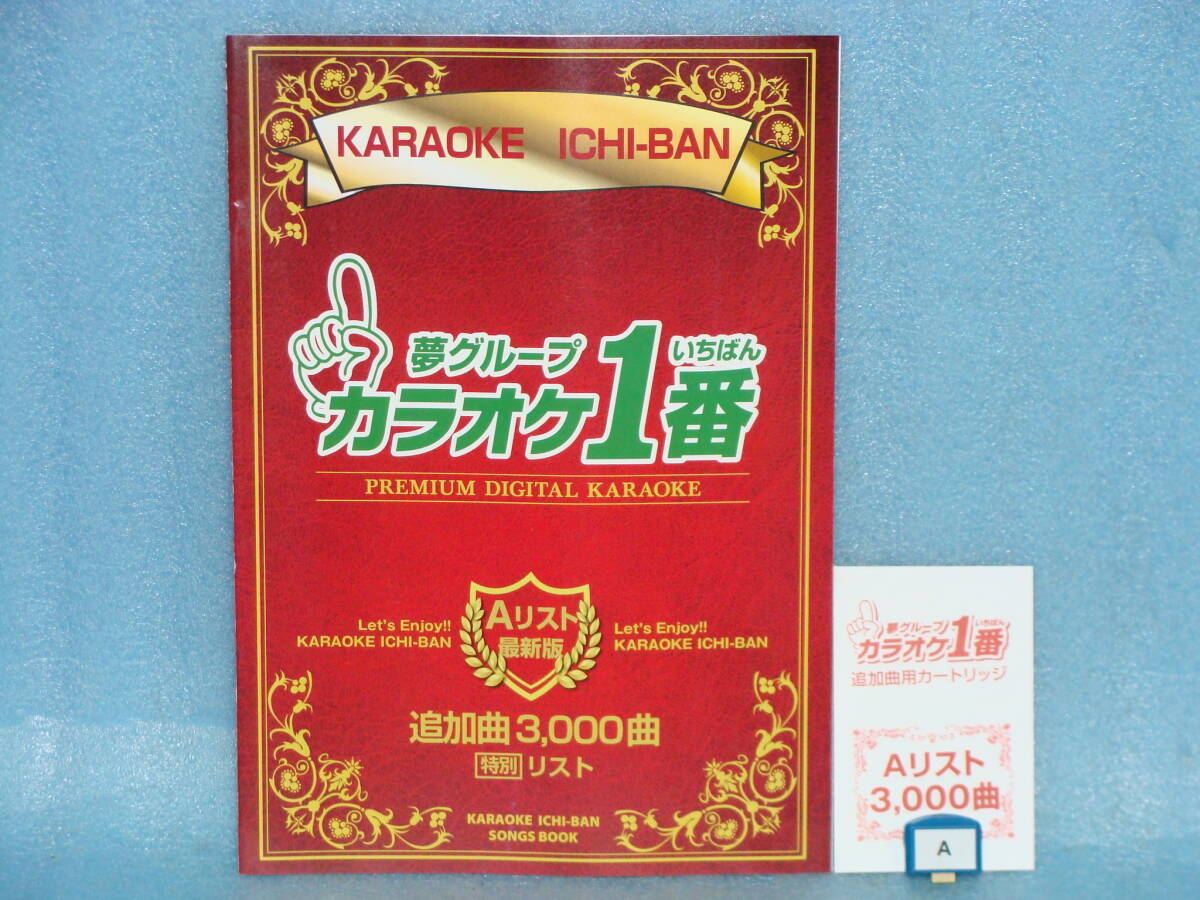 KARAOKE ICHI-BAN
夢グループ
いちばん
カラオケ1番
PREMIUM DIGITAL KARAOKE
Let's Enjoy!!
KARAOKE ICHI-BAN
Aリスト
最新版
Let's Enjoy!!
KARAOKE ICHI-BAN
追加曲3,000曲
特別 リスト
KARAOKE ICHI-BAN
SONGS BOOK
夢グループ
いちばん
カラオケ1番
追加曲用カートリッジ
Aリスト
3,000曲
A